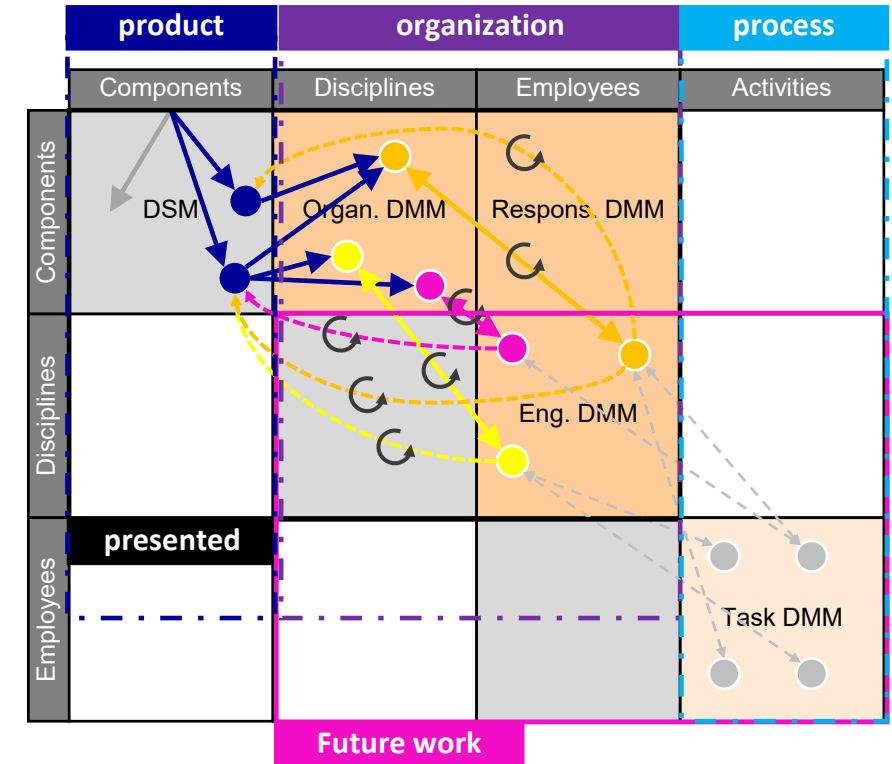 product
organization
process
Components
Disciplines
Employees
Activities
Components
DSM
Organ. DMM
Respons. DMM
Disciplines
Eng. DMM
Employees
presented
Task DMM
Future work